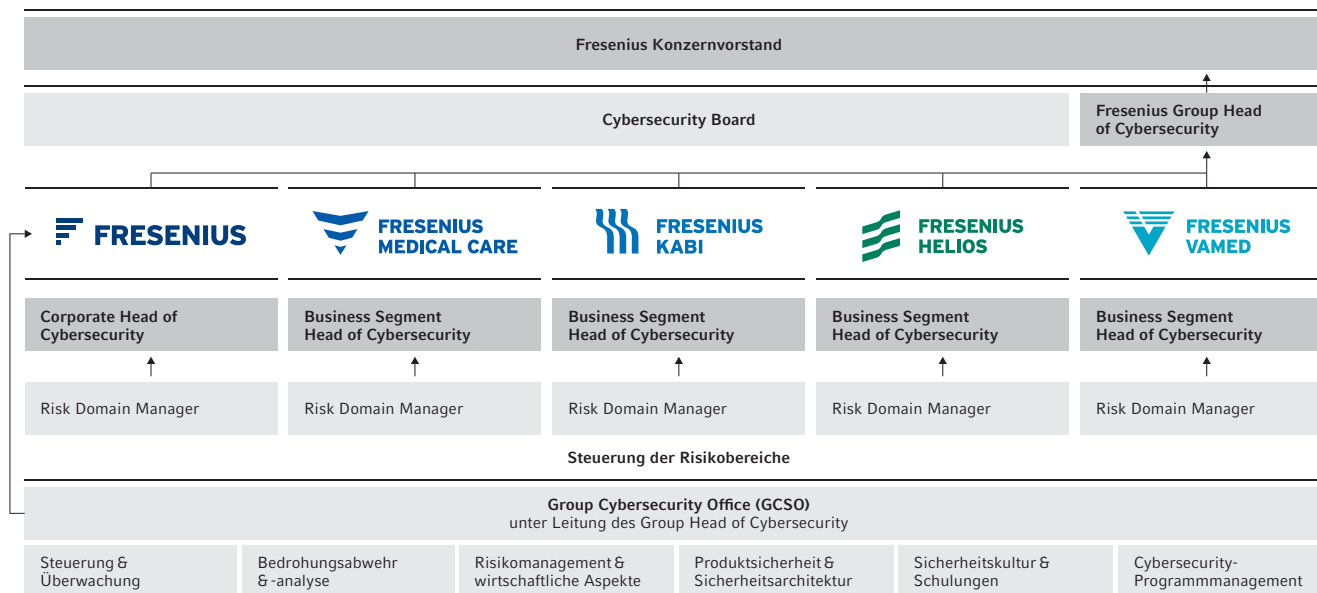 Fresenius Konzernvorstand
Cybersecurity Board
Fresenius Group Head
of Cybersecurity
FRESENIUS
FRESENIUS
MEDICAL CARE
FRESENIUS
KABI
FRESENIUS
HELIOS
FRESENIUS
VAMED
Corporate Head of
Cybersecurity
Business Segment
Head of Cybersecurity
Business Segment
Head of Cybersecurity
Business Segment
Head of Cybersecurity
Business Segment
Head of Cybersecurity
Risk Domain Manager
Risk Domain Manager
Risk Domain Manager
Risk Domain Manager
Risk Domain Manager
Steuerung der Risikobereiche
Group Cybersecurity Office (GCSO)
unter Leitung des Group Head of Cybersecurity
Steuerung &
Überwachung
Bedrohungsabwehr
& -analyse
Risikomanagement &
wirtschaftliche Aspekte
Produktsicherheit &
Sicherheitsarchitektur
Sicherheitskultur &
Schulungen
Cybersecurity-
Programmmanagement